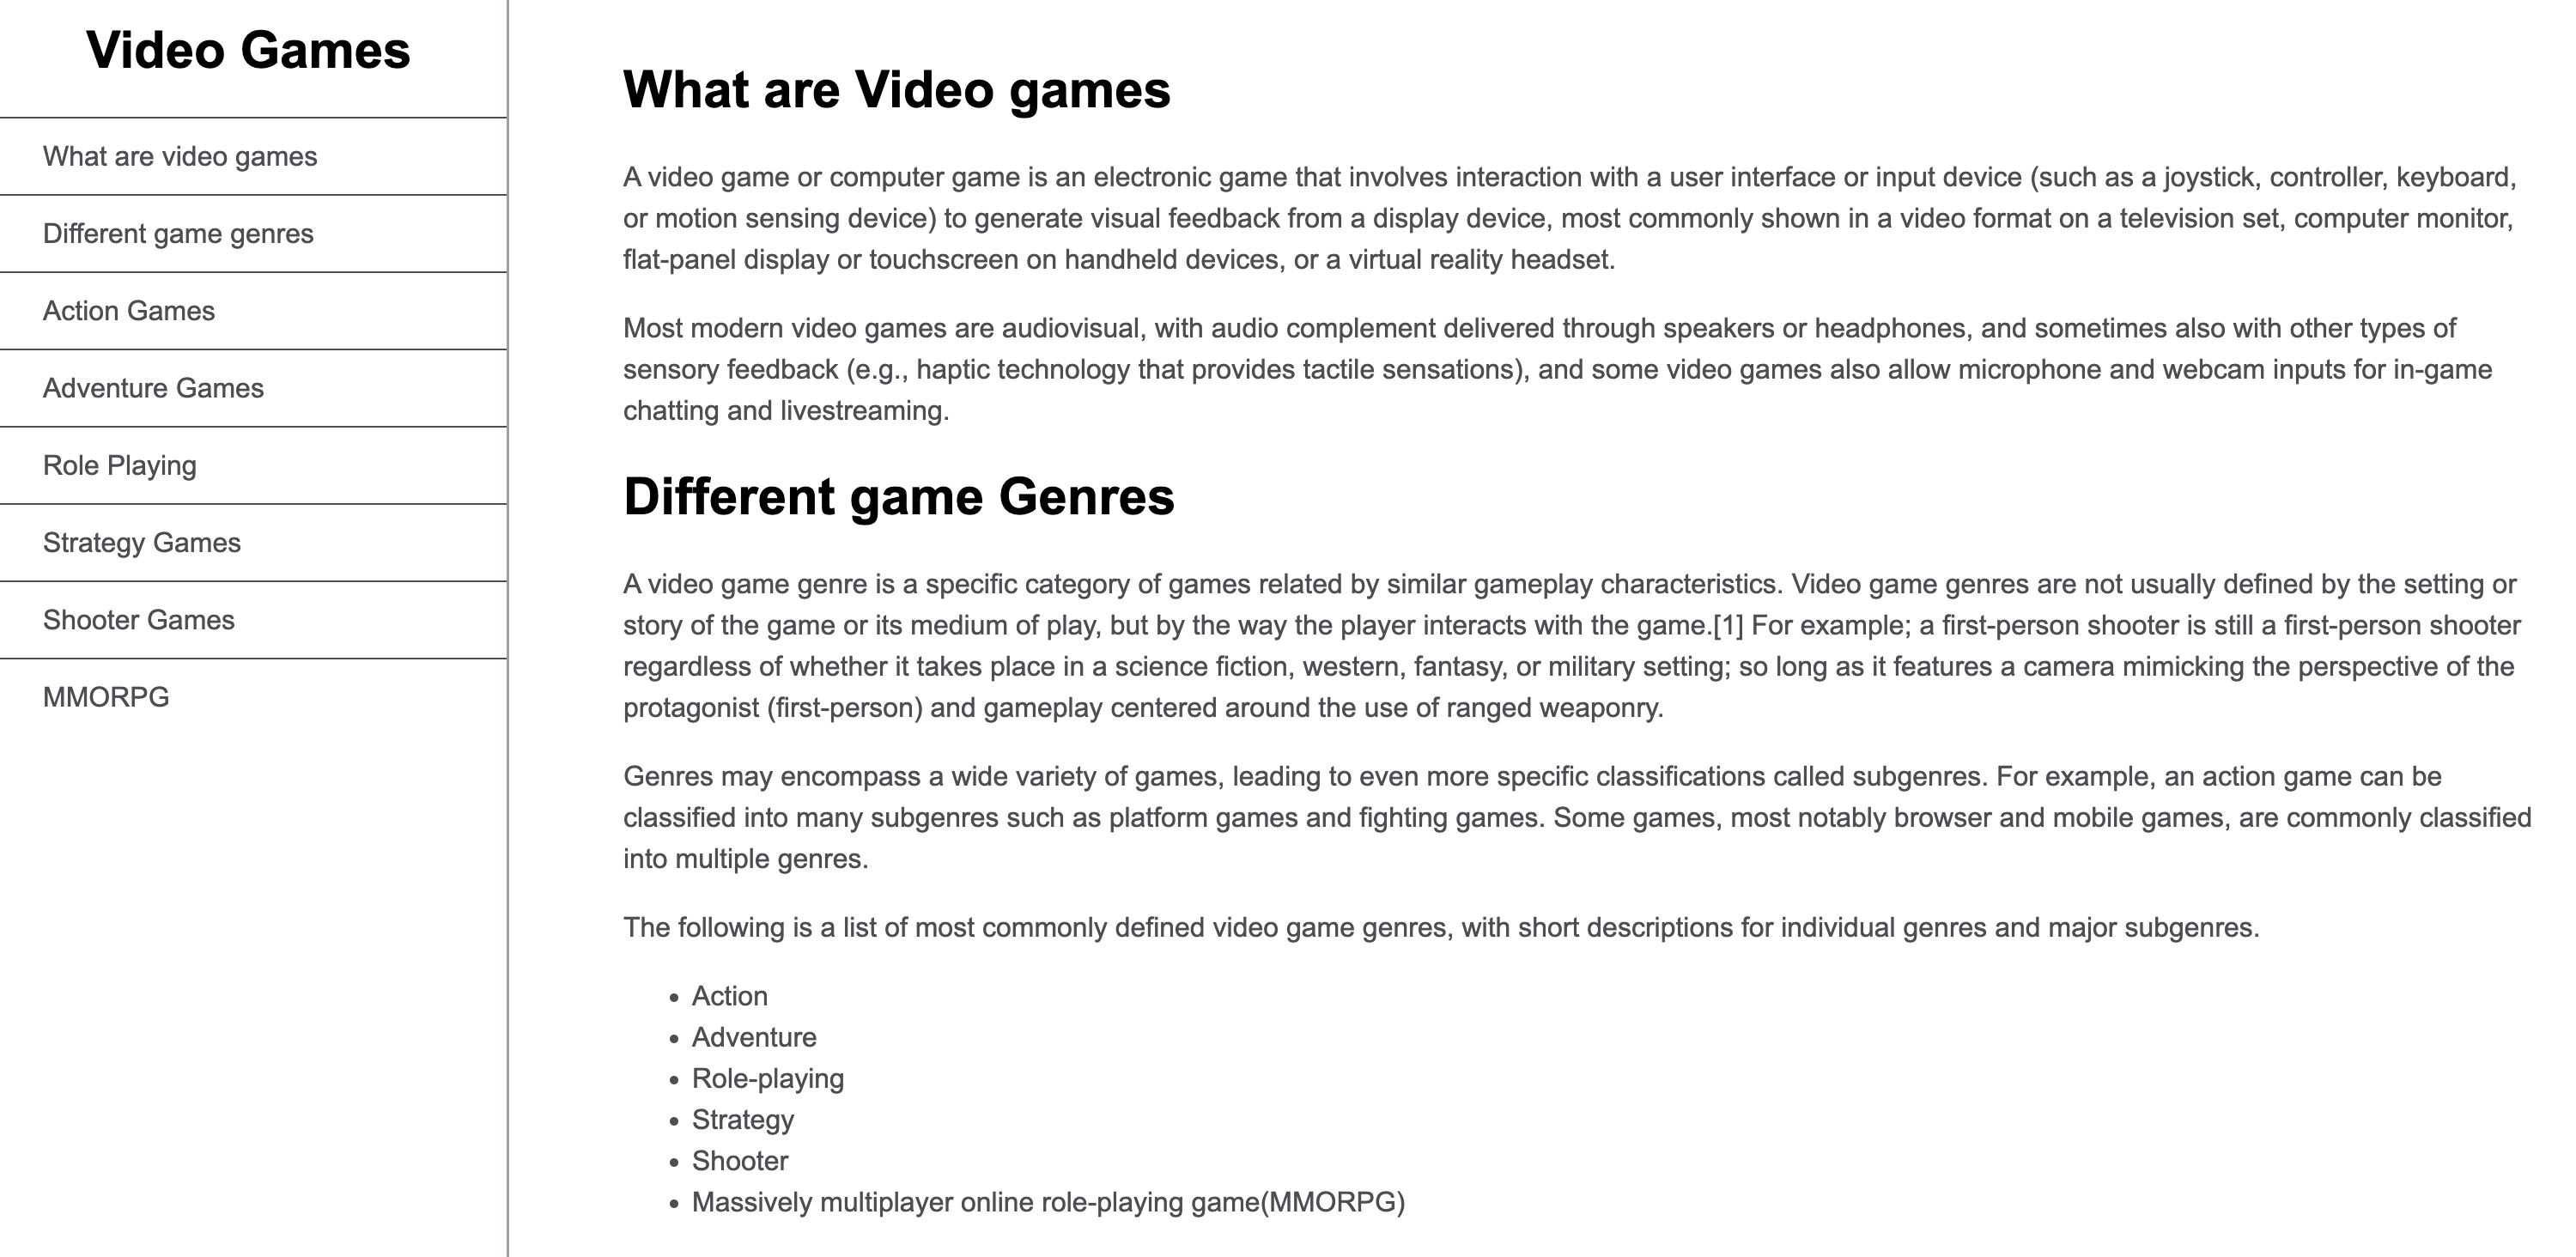 Video Games
What are video games
Different game genres
Action Games
Adventure Games
Role Playing
Strategy Games
Shooter Games
MMORPG
What are Video games
A video game or computer game is an electronic game that involves interaction with a user interface or input device (such as a joystick, controller, keyboard,
or motion sensing device) to generate visual feedback from a display device, most commonly shown in a video format on a television set, computer monitor,
flat-panel display or touchscreen on handheld devices, or a virtual reality headset.
Most modern video games are audiovisual, with audio complement delivered through speakers or headphones, and sometimes also with other types of
sensory feedback (e.g., haptic technology that provides tactile sensations), and some video games also allow microphone and webcam inputs for in-game
chatting and livestreaming.
Different game Genres
A video game genre is a specific category of games related by similar gameplay characteristics. Video game genres are not usually defined by the setting or
story of the game or its medium of play, but by the way the player interacts with the game.[1] For example; a first-person shooter is still a first-person shooter
regardless of whether it takes place in a science fiction, western, fantasy, or military setting; so long as it features a camera mimicking the perspective of the
protagonist (first-person) and gameplay centered around the use of ranged weaponry.
Genres may encompass a wide variety of games, leading to even more specific classifications called subgenres. For example, an action game can be
classified into many subgenres such as platform games and fighting games. Some games, most notably browser and mobile games, are commonly classified
into multiple genres.
The following is a list of most commonly defined video game genres, with short descriptions for individual genres and major subgenres.
• Action
• Adventure
• Role-playing
• Strategy
• Shooter
• Massively multiplayer online role-playing game(MMORPG)